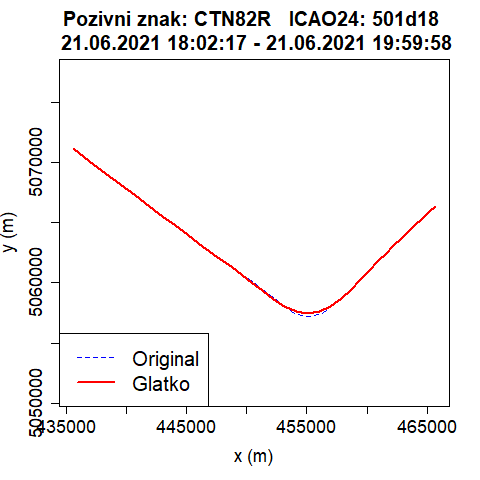 Pozivni znak: CTN82R   ICAO24: 501d18
21.06.2021 18:02:17 - 21.06.2021 19:59:58
y (m)
5070000
5060000
5050000
Original
Glatko
435000
445000
455000
465000
x (m)